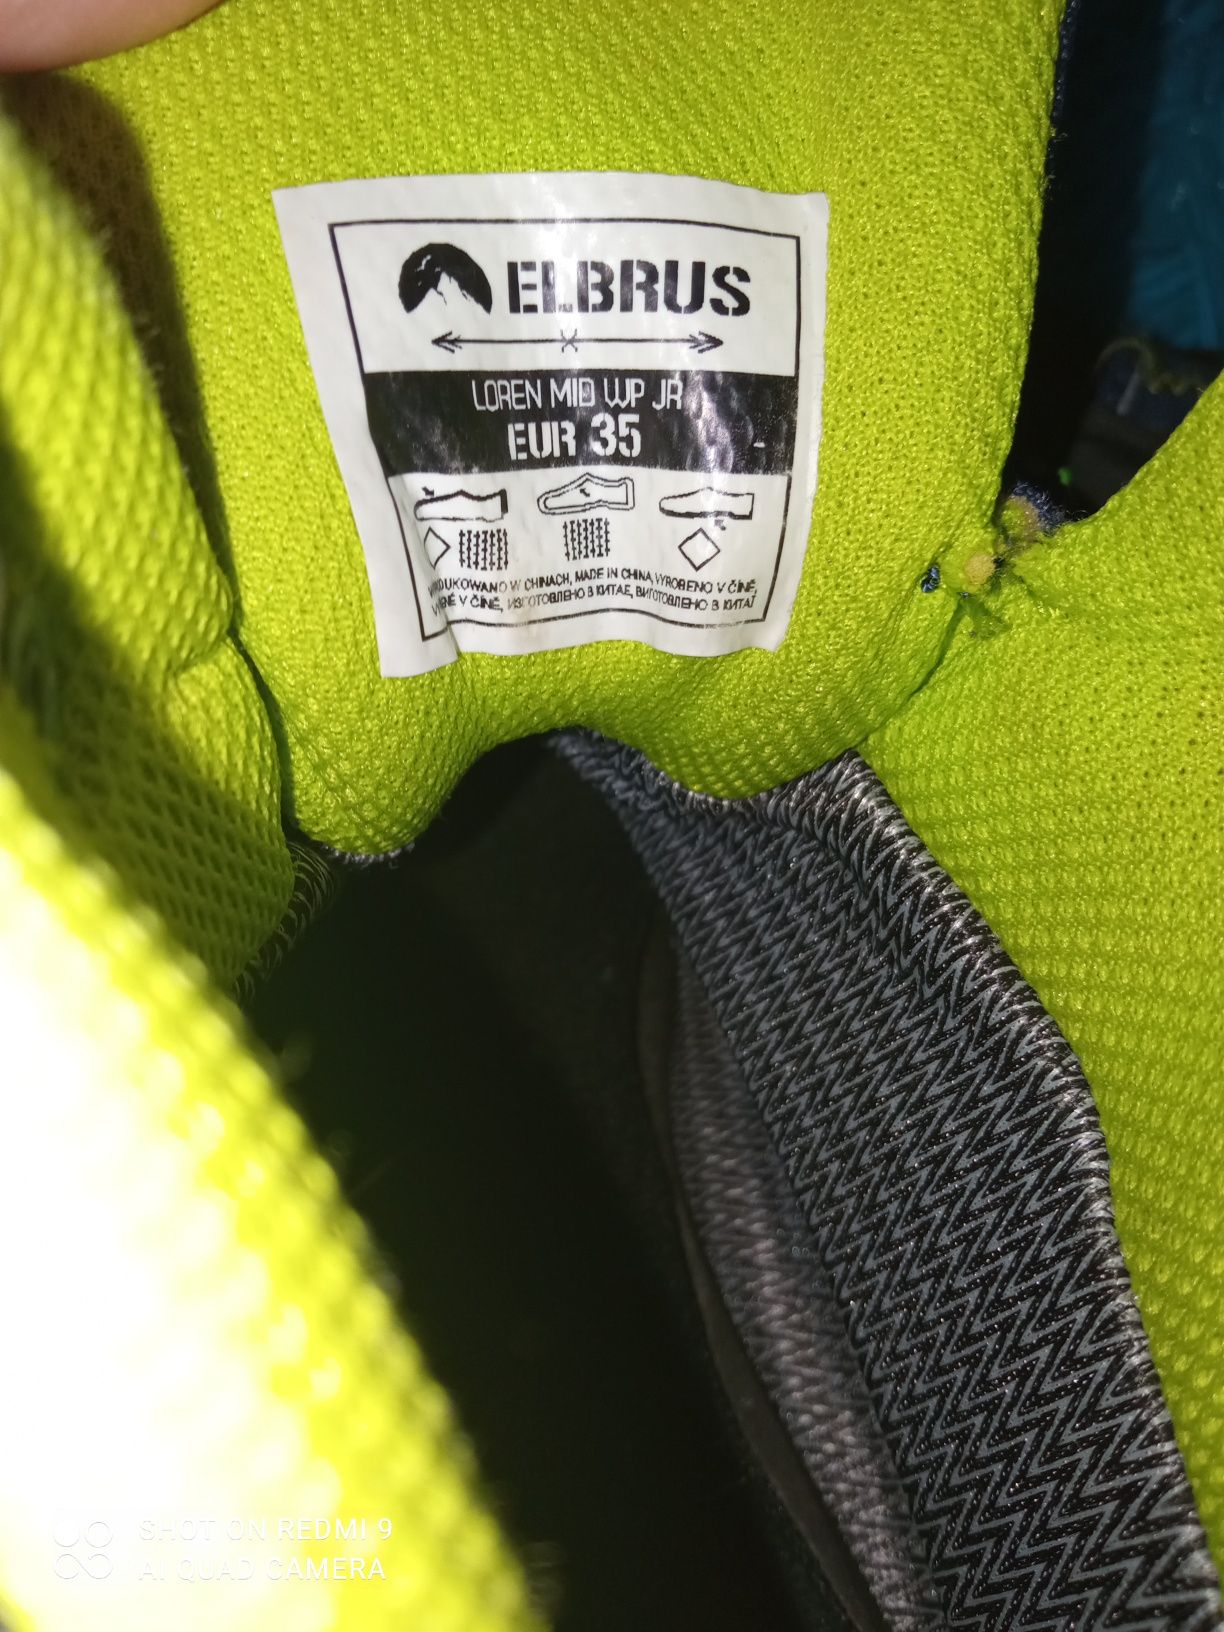 ELBRUS
LOREN MID WP JR
EUR 35
-
W CHINACH, MADE IN CHINA, VYROBENO V ČÍNĚ,
V ČÍNĚ, ИЗГОТОВЛЕНО В КИТАЕ, ВИГОТОВЛЕНО В КИТАЇ
SHOT ON REDMI 9
AI QUAD CAMERA